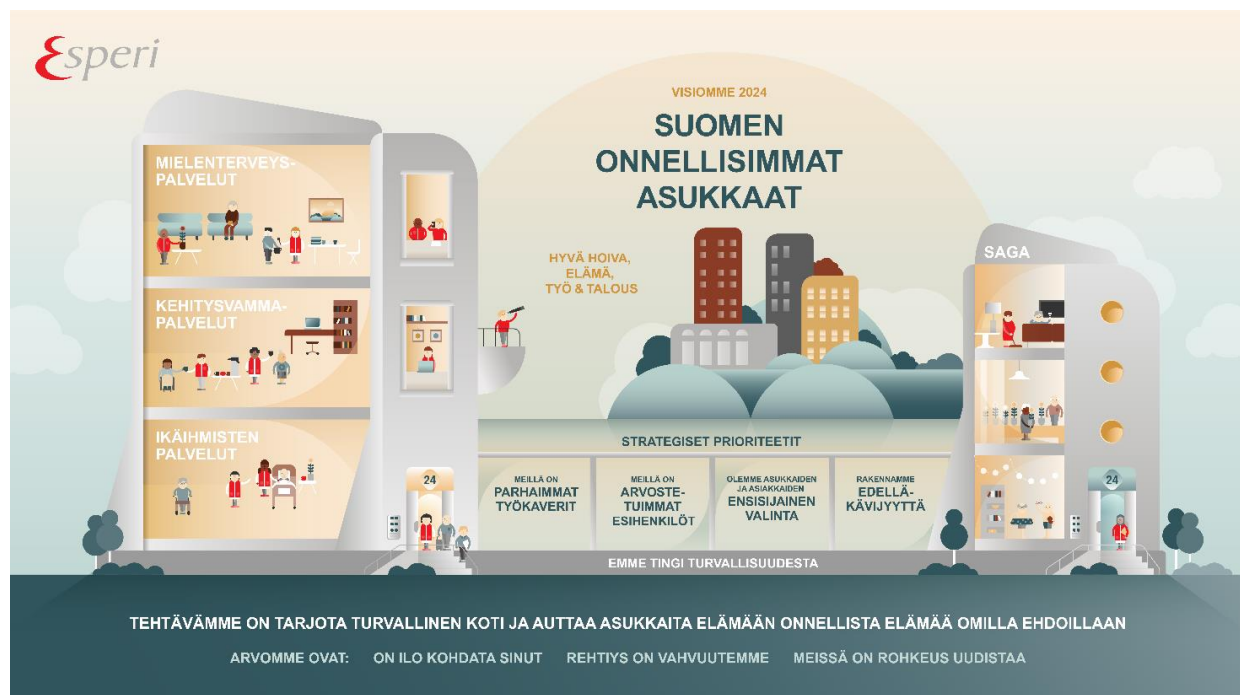 Esperi
VISIOMME 2024
SUOMEN
ONNELLISIMMAT
ASUKKAAT
HYVÄ HOIVA,
ELÄMÄ,
TYÖ & TALOUS
MIELENTERVEYS-
PALVELUT
KEHITYSVAMMA-
PALVELUT
IKÄIHMISTEN
PALVELUT
24
SAGA
24
STRATEGISET PRIORITEETIT
MEILLÄ ON
PARHAIMMAT
TYÖKAVERIT
MEILLÄ ON
ARVOSTE-
TUIMMAT
ESIHENKILÖT
OLEMME ASUKKAIDEN
JA ASIAKKAIDEN
ENSISIJAINEN
VALINTA
RAKENNAMME
EDELLÄ-
KÄVIJYYTTÄ
EMME TINGI TURVALLISUUDESTA
TEHTÄVÄMME ON TARJOTA TURVALLINEN KOTI JA AUTTAA ASUKKAITA ELÄMÄÄN ONNELLISTA ELÄMÄÄ OMILLA EHDOILLAAN
ARVOMME OVAT: ON ILO KOHDATA SINUT REHTIYS ON VAHVUUTEMME MEISSÄ ON ROHKEUS UUDISTAA